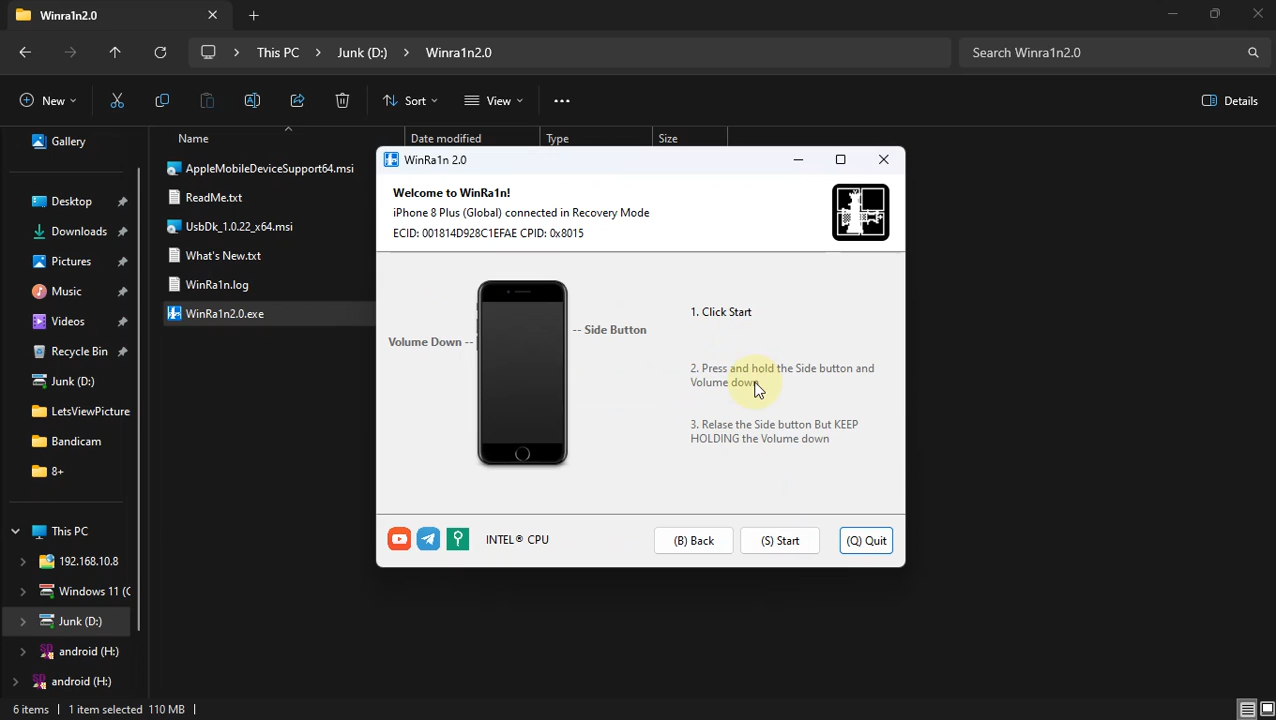 Winra1n2.0
This PC
Junk (D:)
Winra1n2.0
Search Winra1n2.0
New
Sort
View
Details
Gallery
Desktop
Downloads
Pictures
Music
Videos
Recycle Bin
Junk (D:)
LetsViewPicture
Bandicam
8+
This PC
192.168.10.8
Windows 11 (C
Junk (D:)
android (H:)
android (H:)
Name
Date modified
Type
Size
AppleMobileDeviceSupport64.msi
ReadMe.txt
UsbDk_1.0.22_x64.msi
What's New.txt
WinRa1n.log
WinRa1n2.0.exe
WinRa1n 2.0
Welcome to WinRa1n!
iPhone 8 Plus (Global) connected in Recovery Mode
ECID: 001814D928C1EFAE CPID: 0x8015
Volume Down --
-- Side Button
1. Click Start
2. Press and hold the Side button and
Volume down
3. Relase the Side button But KEEP
HOLDING the Volume down
INTEL® CPU
(B) Back
(S) Start
(Q) Quit
6 items
1 item selected 110 MB